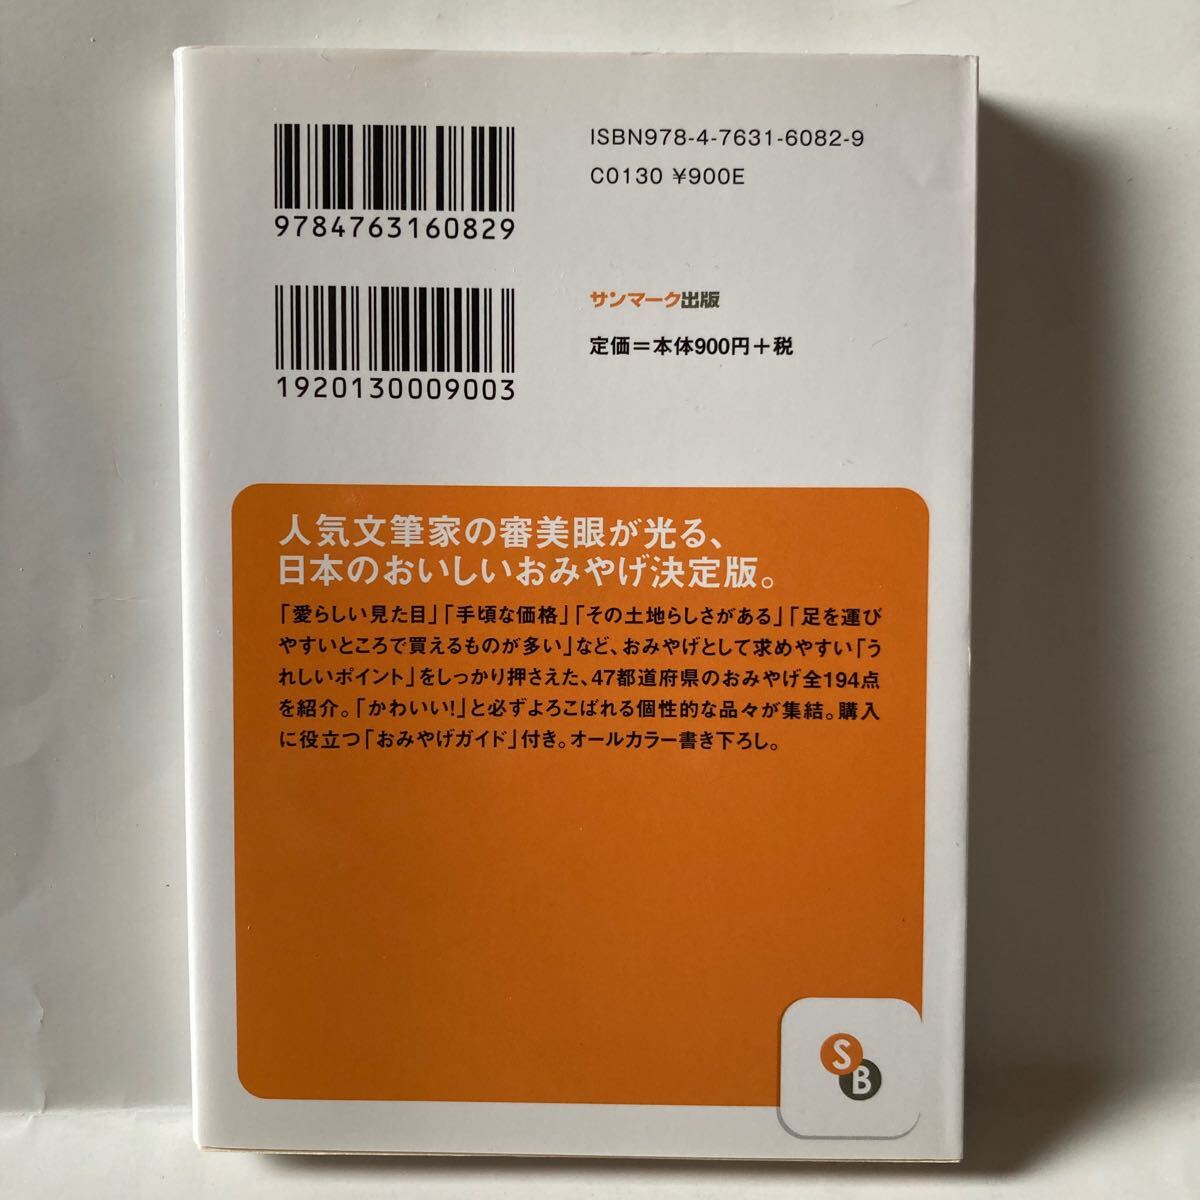 9784763160829
ISBN978-4-7631-6082-9
C0130 ¥900E
1920130009003
サンマーク出版
定価＝本体900円＋税
人気文筆家の審美眼が光る、
日本のおいしいおみやげ決定版。
「愛らしい見た目」「手頃な価格」「その土地らしさがある」「足を運び
やすいところで買えるものが多い」など、おみやげとして求めやすい「う
れしいポイント」をしっかり押さえた、47都道府県のおみやげ全194点
を紹介。「かわいい!」と必ずよろこばれる個性的な品々が集結。購入
に役立つ「おみやげガイド」付き。オールカラー書き下ろし。
S
B